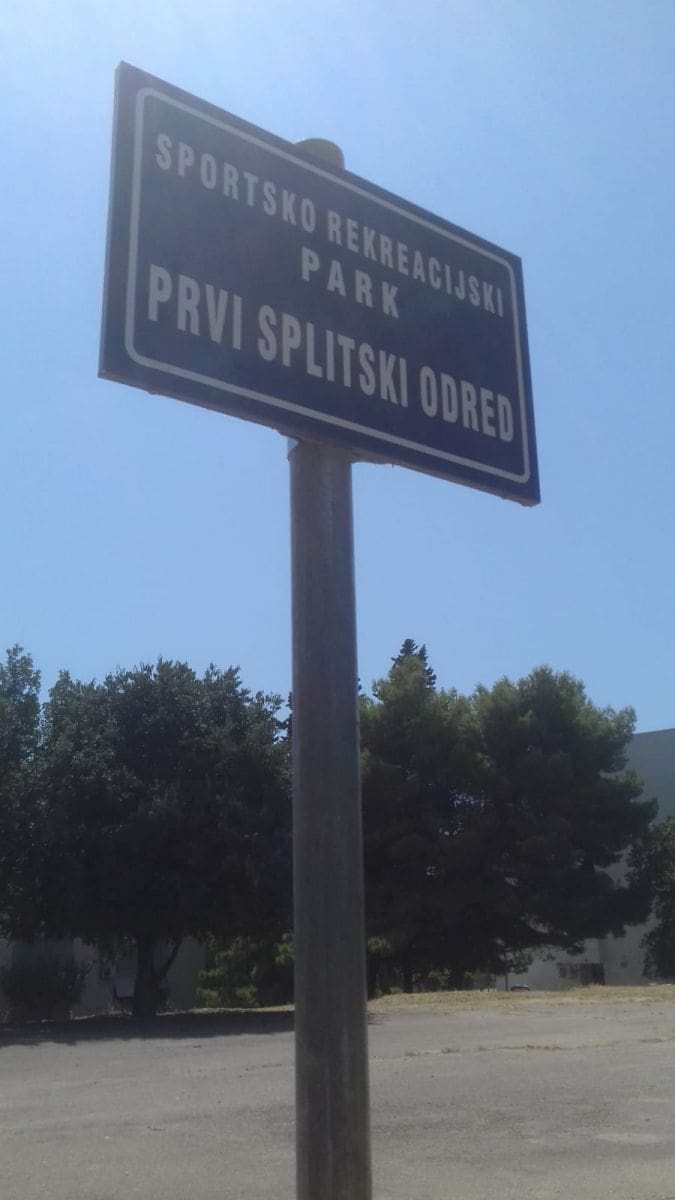 SPORTSKO REKREACIJSKI
PARK
PRVI SPLITSKI ODRED